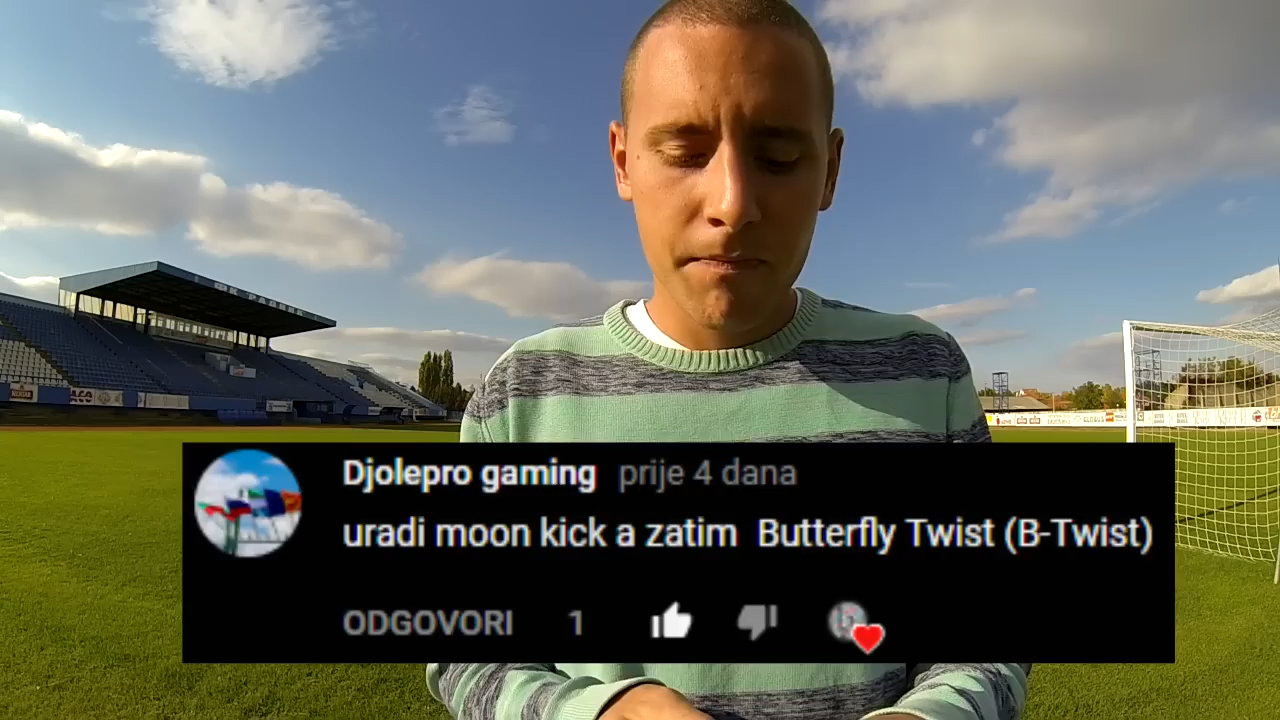 Djolepro gaming prije 4 dana
uradi moon kick a zatim Butterfly Twist (B-Twist)
ODGOVORI 1